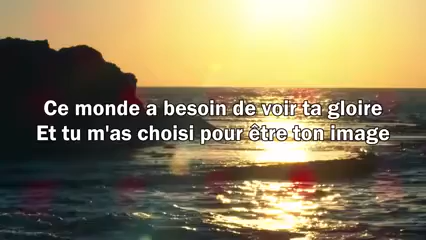 Ce monde a besoin de voir ta gloire
Et tu m'as choisi pour être ton image